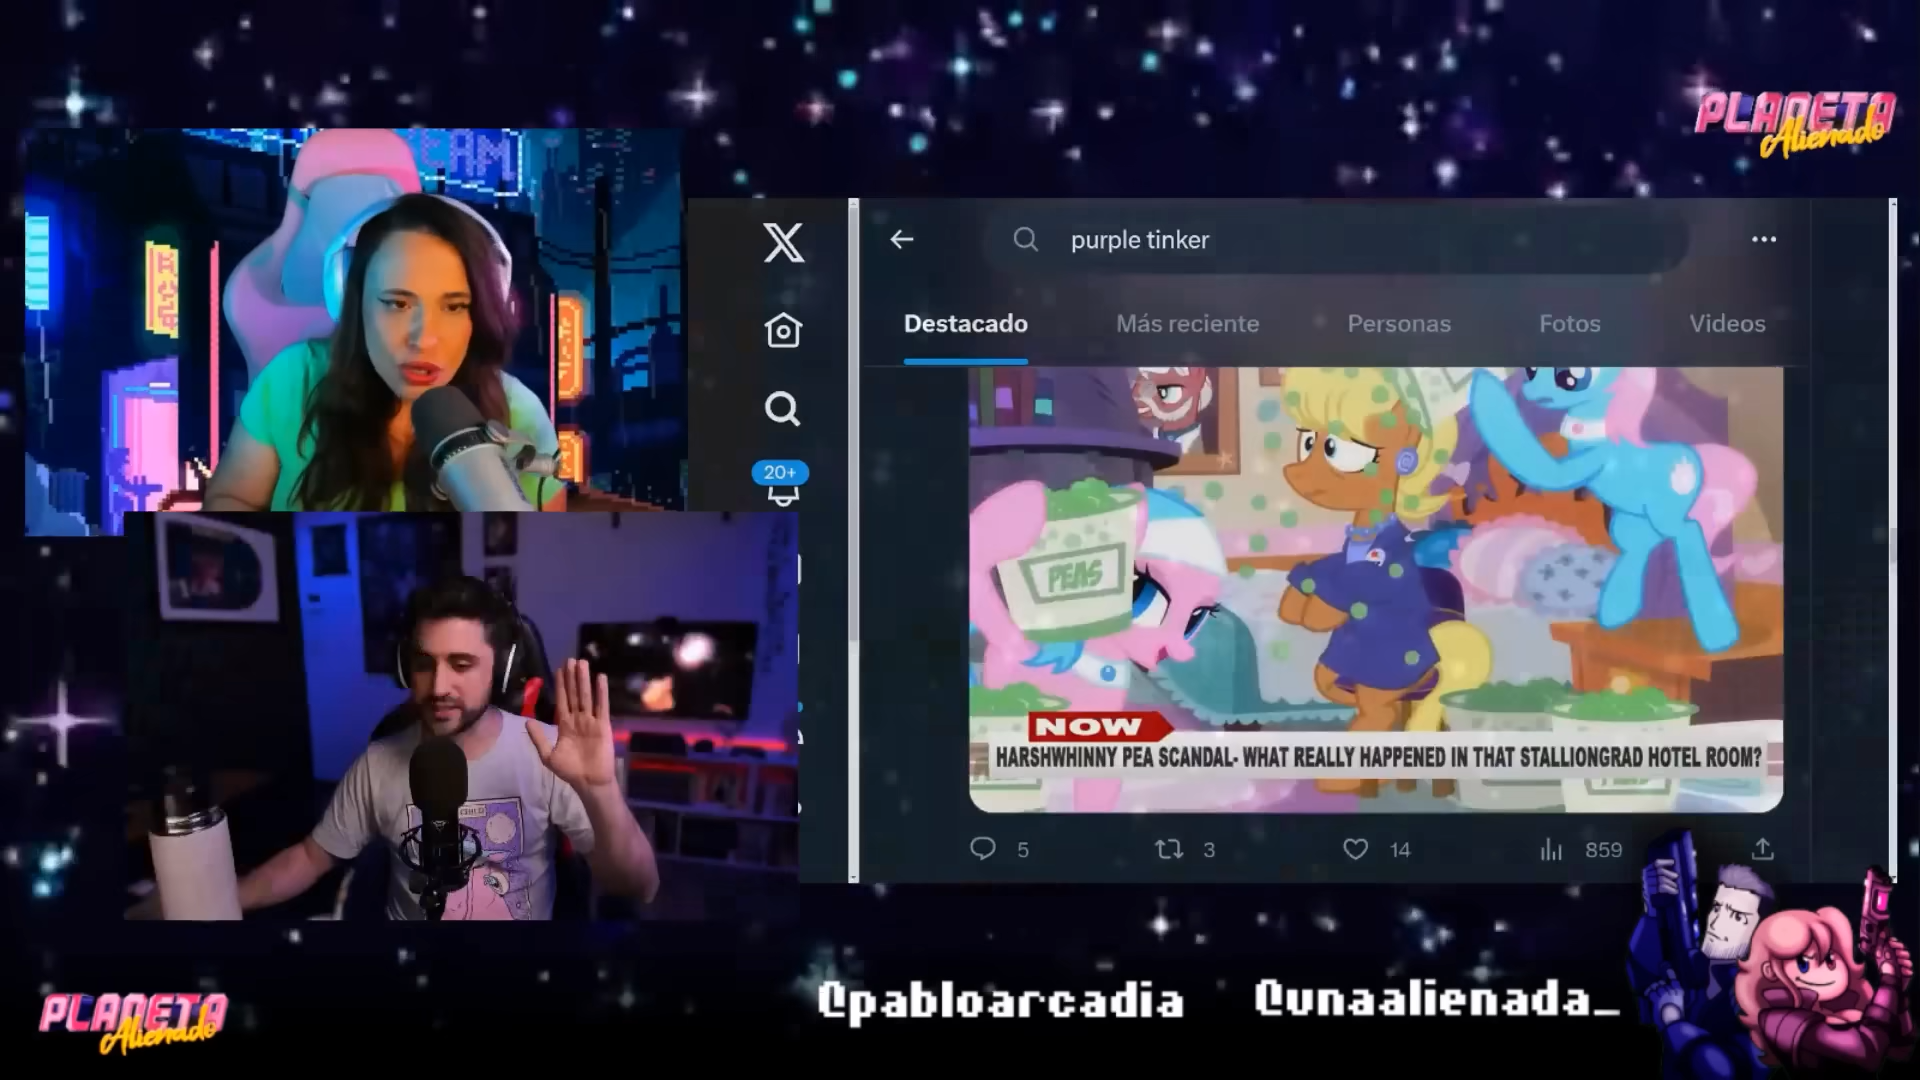 PLANETA
Alienado
EAM
X
purple tinker
Destacado
Más reciente
Personas
Fotos
Videos
20+
PEAS
NOW
HARSHWHINNY PEA SCANDAL- WHAT REALLY HAPPENED IN THAT STALLIONGRAD HOTEL ROOM?
5
3
14
859
PLANETA
Alienado
@pabloarcadia
@unaalienada_